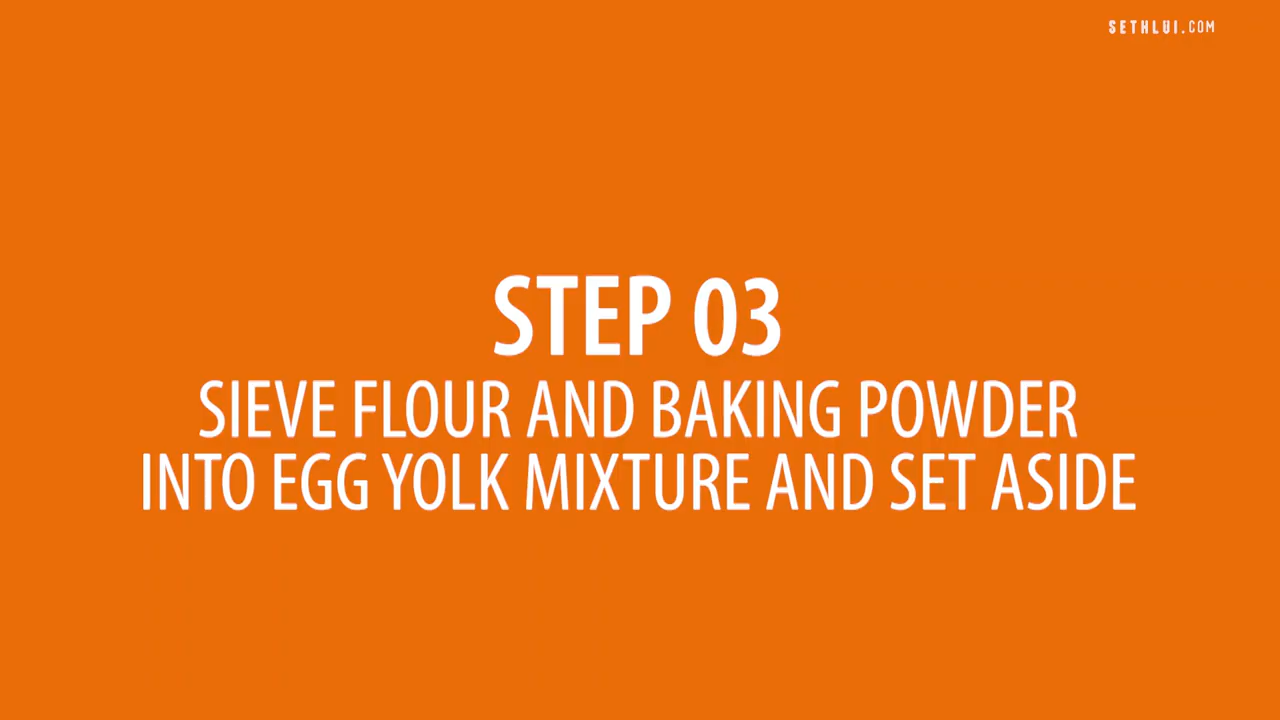 SETHLUI.COM
STEP 03
SIEVE FLOUR AND BAKING POWDER
INTO EGG YOLK MIXTURE AND SET ASIDE